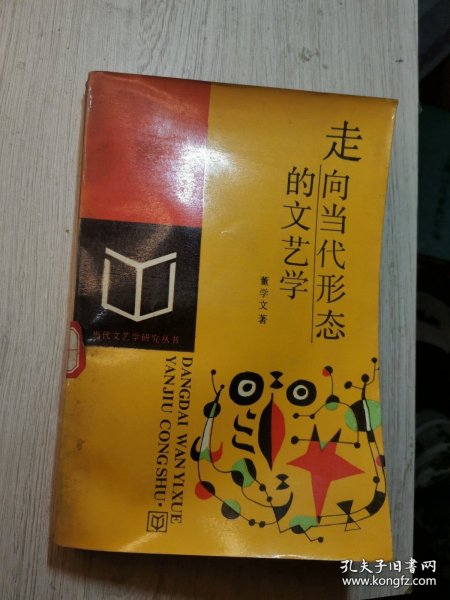 走向当代形态
的文艺学
董学文著
当代文艺学研究丛书
DANGDAI WANYIXUE
YANJIU CONGSHU·
孔夫子旧书网
www.kongfz.com